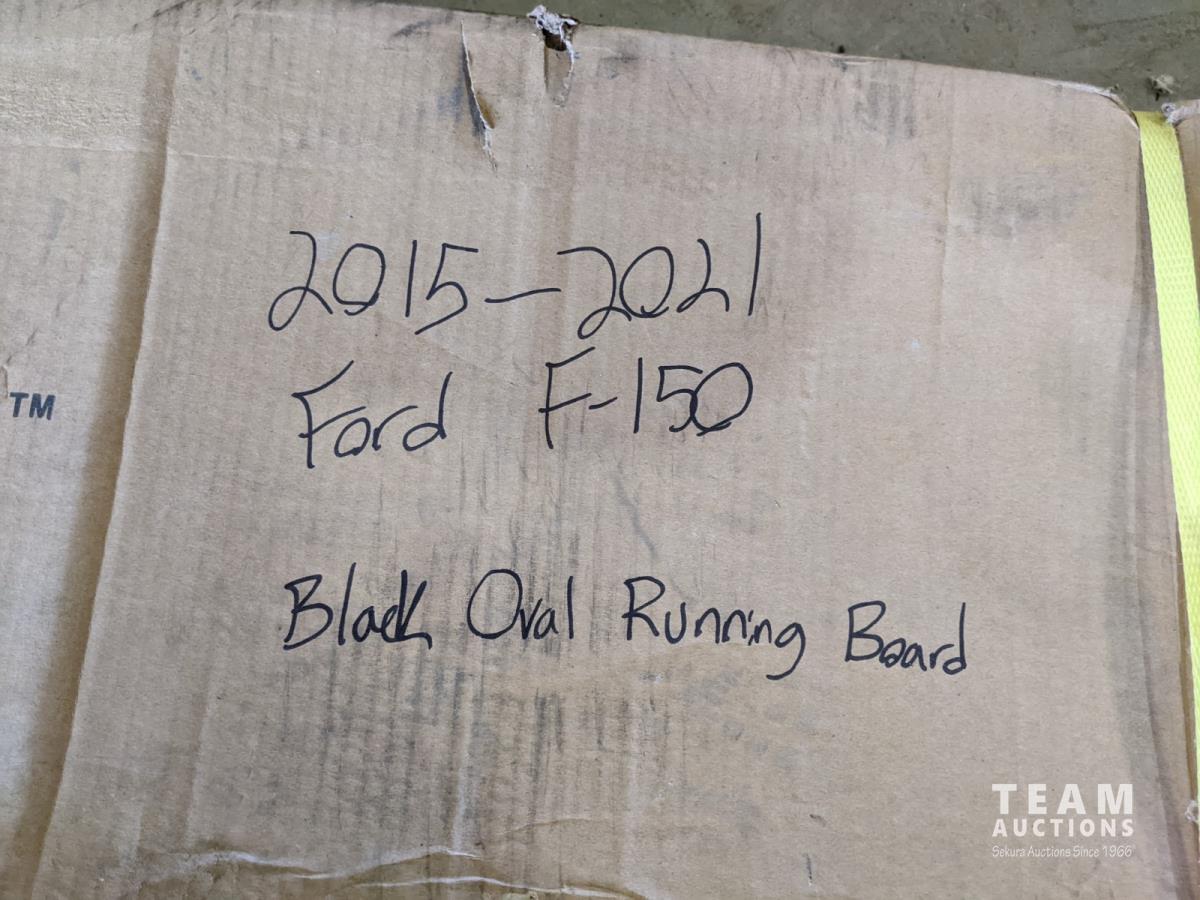 2015-2021
Ford F-150
TM
Black Oval Running Board
TEAM
AUCTIONS
Sekura Auctions Since 1966